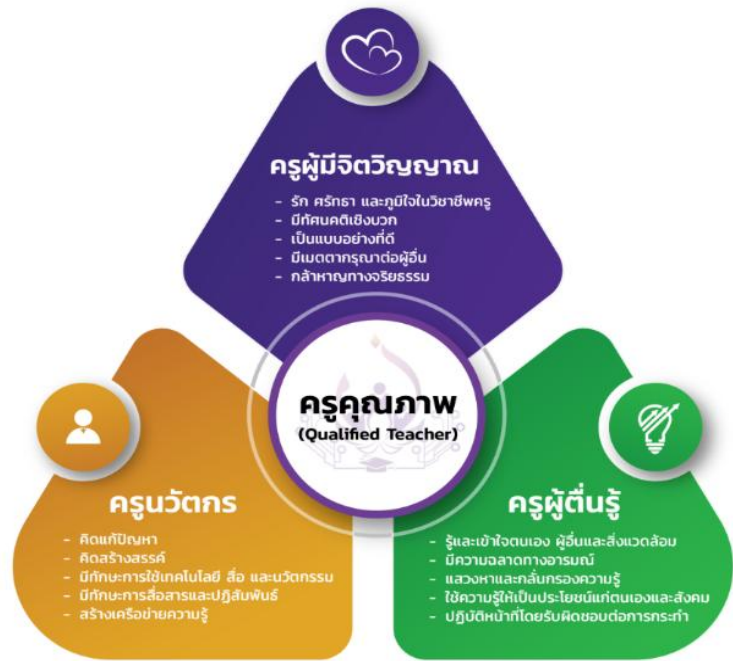 ครูผู้มีจิตวิญญาณ
- รัก ศรัทธา และภูมิใจในวิชาชีพครู
- มีทัศนคติเชิงบวก
- เป็นแบบอย่างที่ดี
- มีเมตตากรุณาต่อผู้อื่น
- กล้าหาญทางจริยธรรม
ครูคุณภาพ
(Qualified Teacher)
ครูนวัตกร
- คิดแก้ปัญหา
- คิดสร้างสรรค์
- มีทักษะการใช้เทคโนโลยี สื่อ และนวัตกรรม
- มีทักษะการสื่อสารและปฏิสัมพันธ์
- สร้างเครือข่ายความรู้
ครูผู้ตื่นรู้
- รู้และเข้าใจตนเอง ผู้อื่นและสิ่งแวดล้อม
- มีความฉลาดทางอารมณ์
- แสวงหาและกลั่นกรองความรู้
- ใช้ความรู้ให้เป็นประโยชน์แก่ตนเองและสังคม
- ปฏิบัติหน้าที่โดยรับผิดชอบต่อการกระทำ